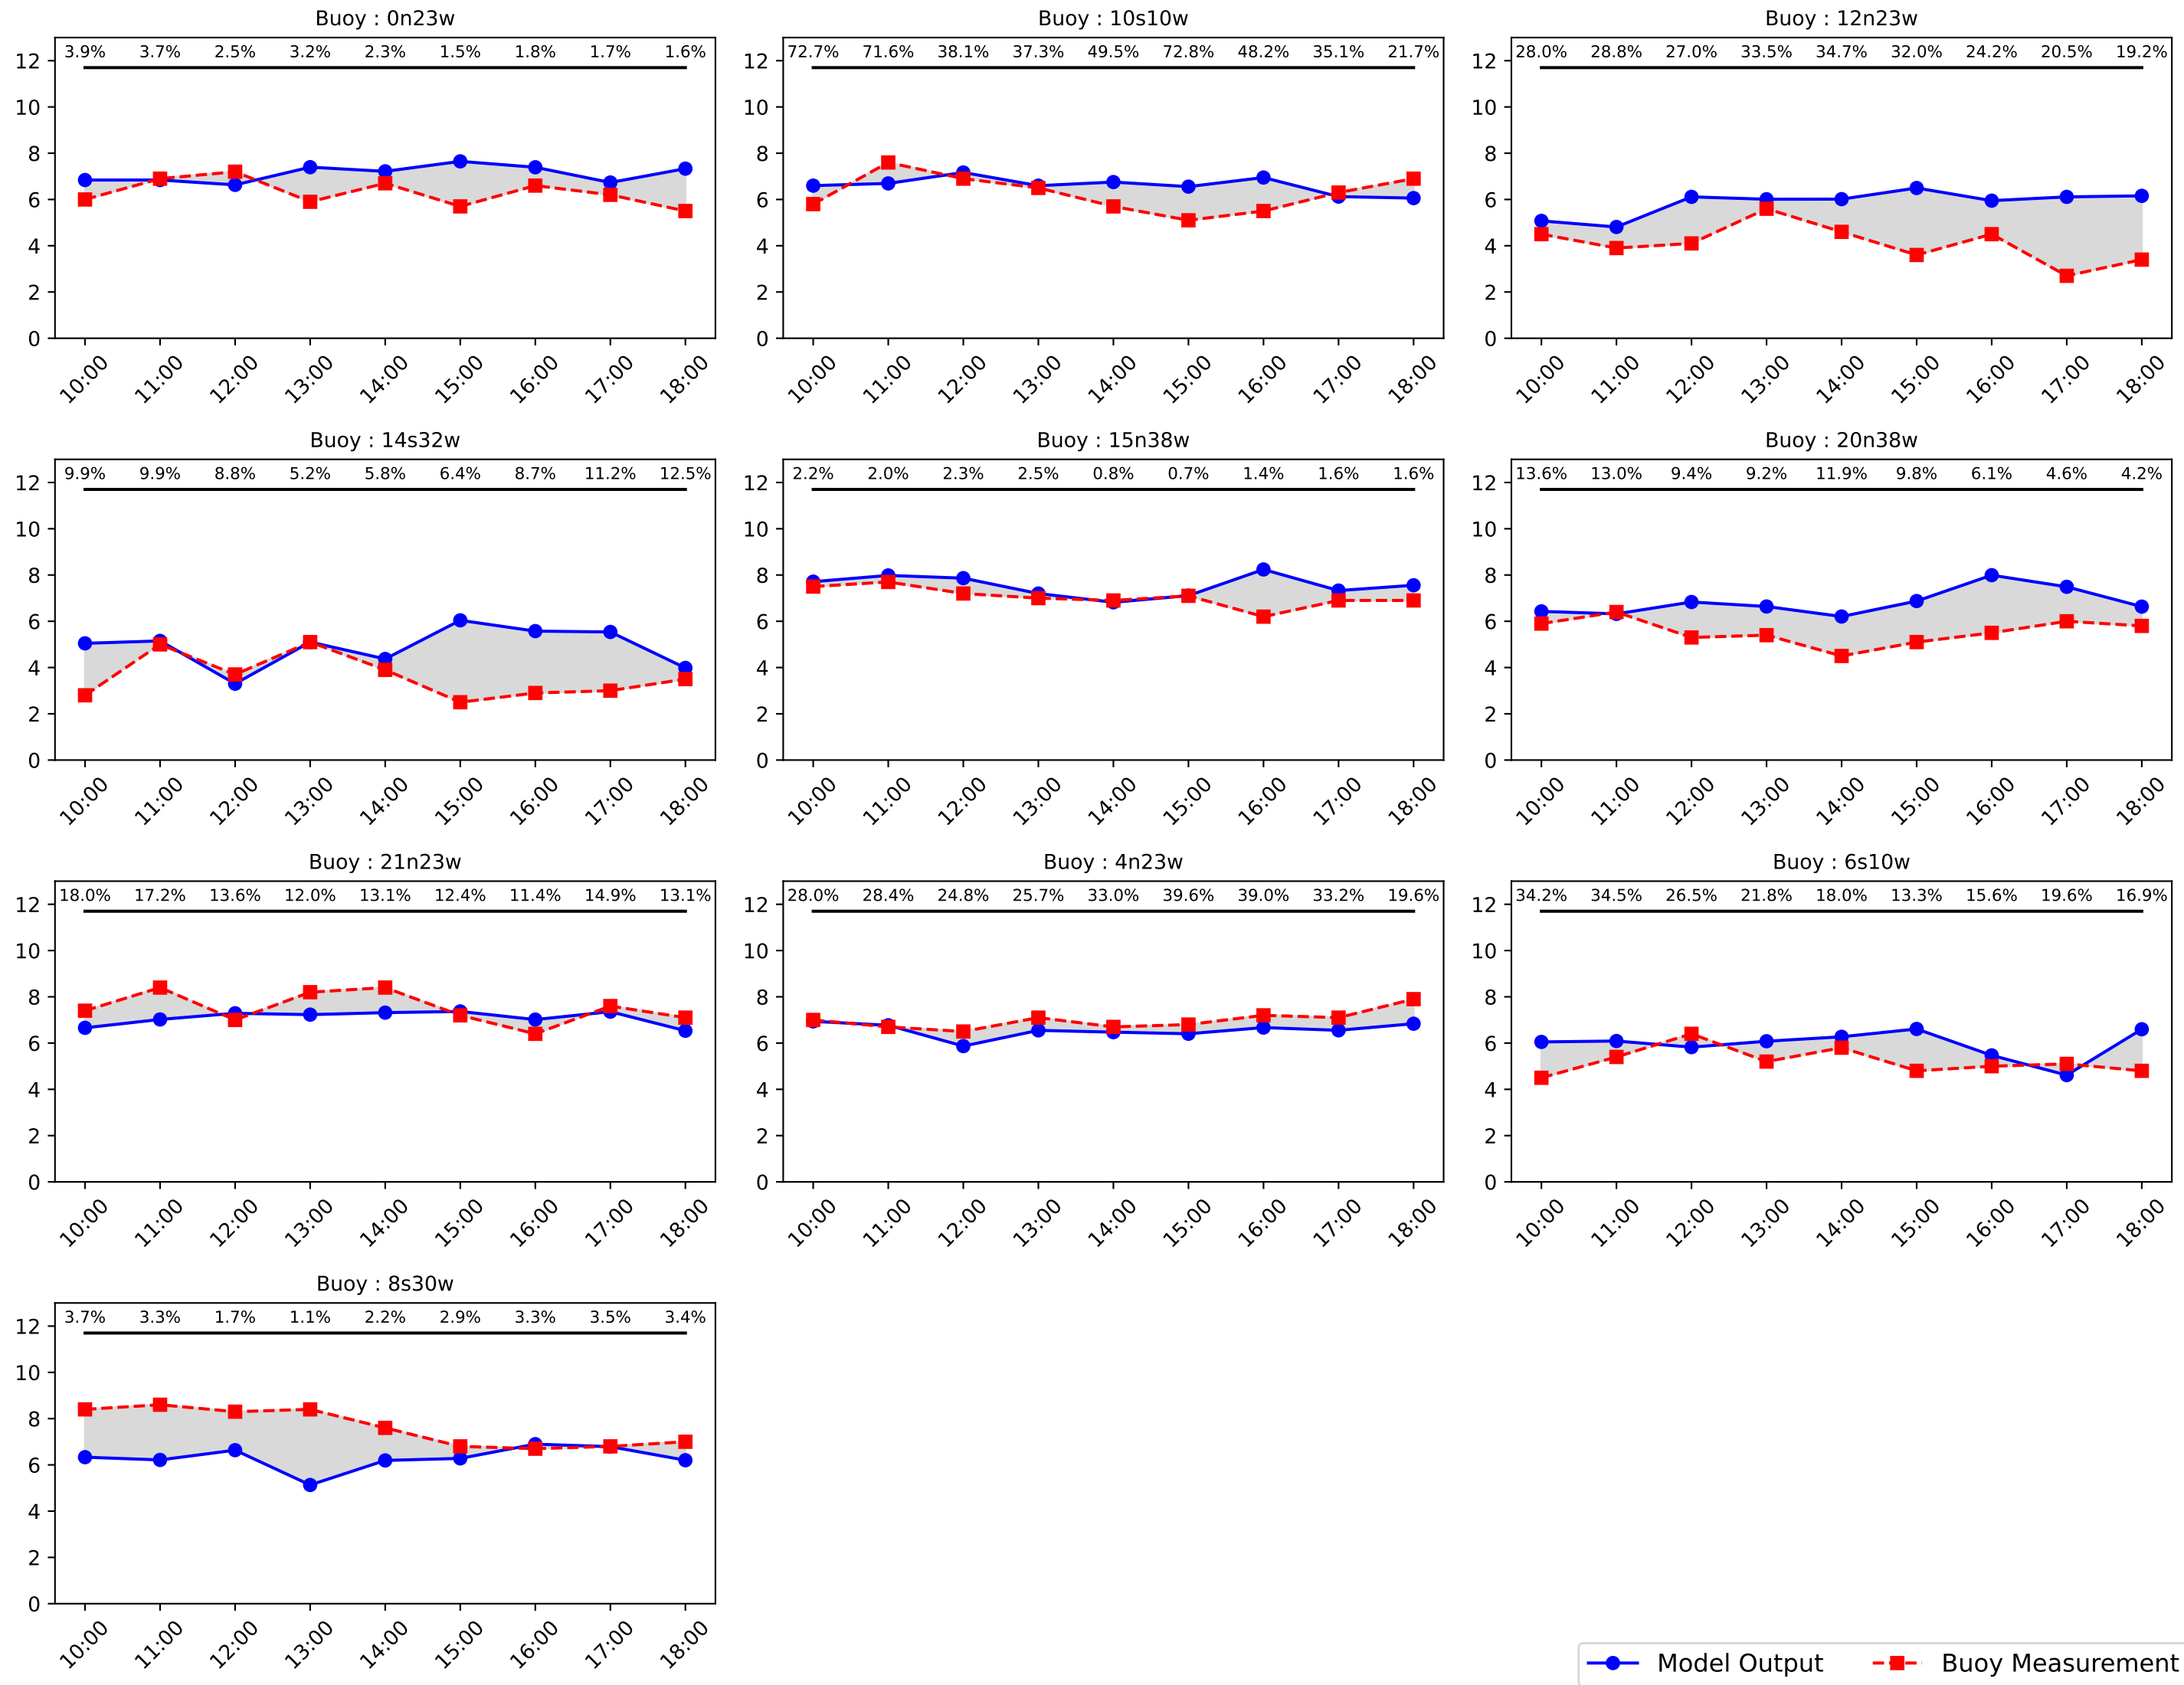 Buoy : 0n23w
3.9% 3.7% 2.5% 3.2% 2.3% 1.5% 1.8% 1.7% 1.6%
12
10
8
6
4
2
0
10:00 11:00 12:00 13:00 14:00 15:00 16:00 17:00 18:00
Buoy : 10s10w
72.7% 71.6% 38.1% 37.3% 49.5% 72.8% 48.2% 35.1% 21.7%
12
10
8
6
4
2
0
10:00 11:00 12:00 13:00 14:00 15:00 16:00 17:00 18:00
Buoy : 12n23w
28.0% 28.8% 27.0% 33.5% 34.7% 32.0% 24.2% 20.5% 19.2%
12
10
8
6
4
2
0
10:00 11:00 12:00 13:00 14:00 15:00 16:00 17:00 18:00
Buoy : 14s32w
9.9% 9.9% 8.8% 5.2% 5.8% 6.4% 8.7% 11.2% 12.5%
12
10
8
6
4
2
0
10:00 11:00 12:00 13:00 14:00 15:00 16:00 17:00 18:00
Buoy : 15n38w
2.2% 2.0% 2.3% 2.5% 0.8% 0.7% 1.4% 1.6% 1.6%
12
10
8
6
4
2
0
10:00 11:00 12:00 13:00 14:00 15:00 16:00 17:00 18:00
Buoy : 20n38w
13.6% 13.0% 9.4% 9.2% 11.9% 9.8% 6.1% 4.6% 4.2%
12
10
8
6
4
2
0
10:00 11:00 12:00 13:00 14:00 15:00 16:00 17:00 18:00
Buoy : 21n23w
18.0% 17.2% 13.6% 12.0% 13.1% 12.4% 11.4% 14.9% 13.1%
12
10
8
6
4
2
0
10:00 11:00 12:00 13:00 14:00 15:00 16:00 17:00 18:00
Buoy : 4n23w
28.0% 28.4% 24.8% 25.7% 33.0% 39.6% 39.0% 33.2% 19.6%
12
10
8
6
4
2
0
10:00 11:00 12:00 13:00 14:00 15:00 16:00 17:00 18:00
Buoy : 6s10w
34.2% 34.5% 26.5% 21.8% 18.0% 13.3% 15.6% 19.6% 16.9%
12
10
8
6
4
2
0
10:00 11:00 12:00 13:00 14:00 15:00 16:00 17:00 18:00
Buoy : 8s30w
3.7% 3.3% 1.7% 1.1% 2.2% 2.9% 3.3% 3.5% 3.4%
12
10
8
6
4
2
0
10:00 11:00 12:00 13:00 14:00 15:00 16:00 17:00 18:00
Model Output Buoy Measurement